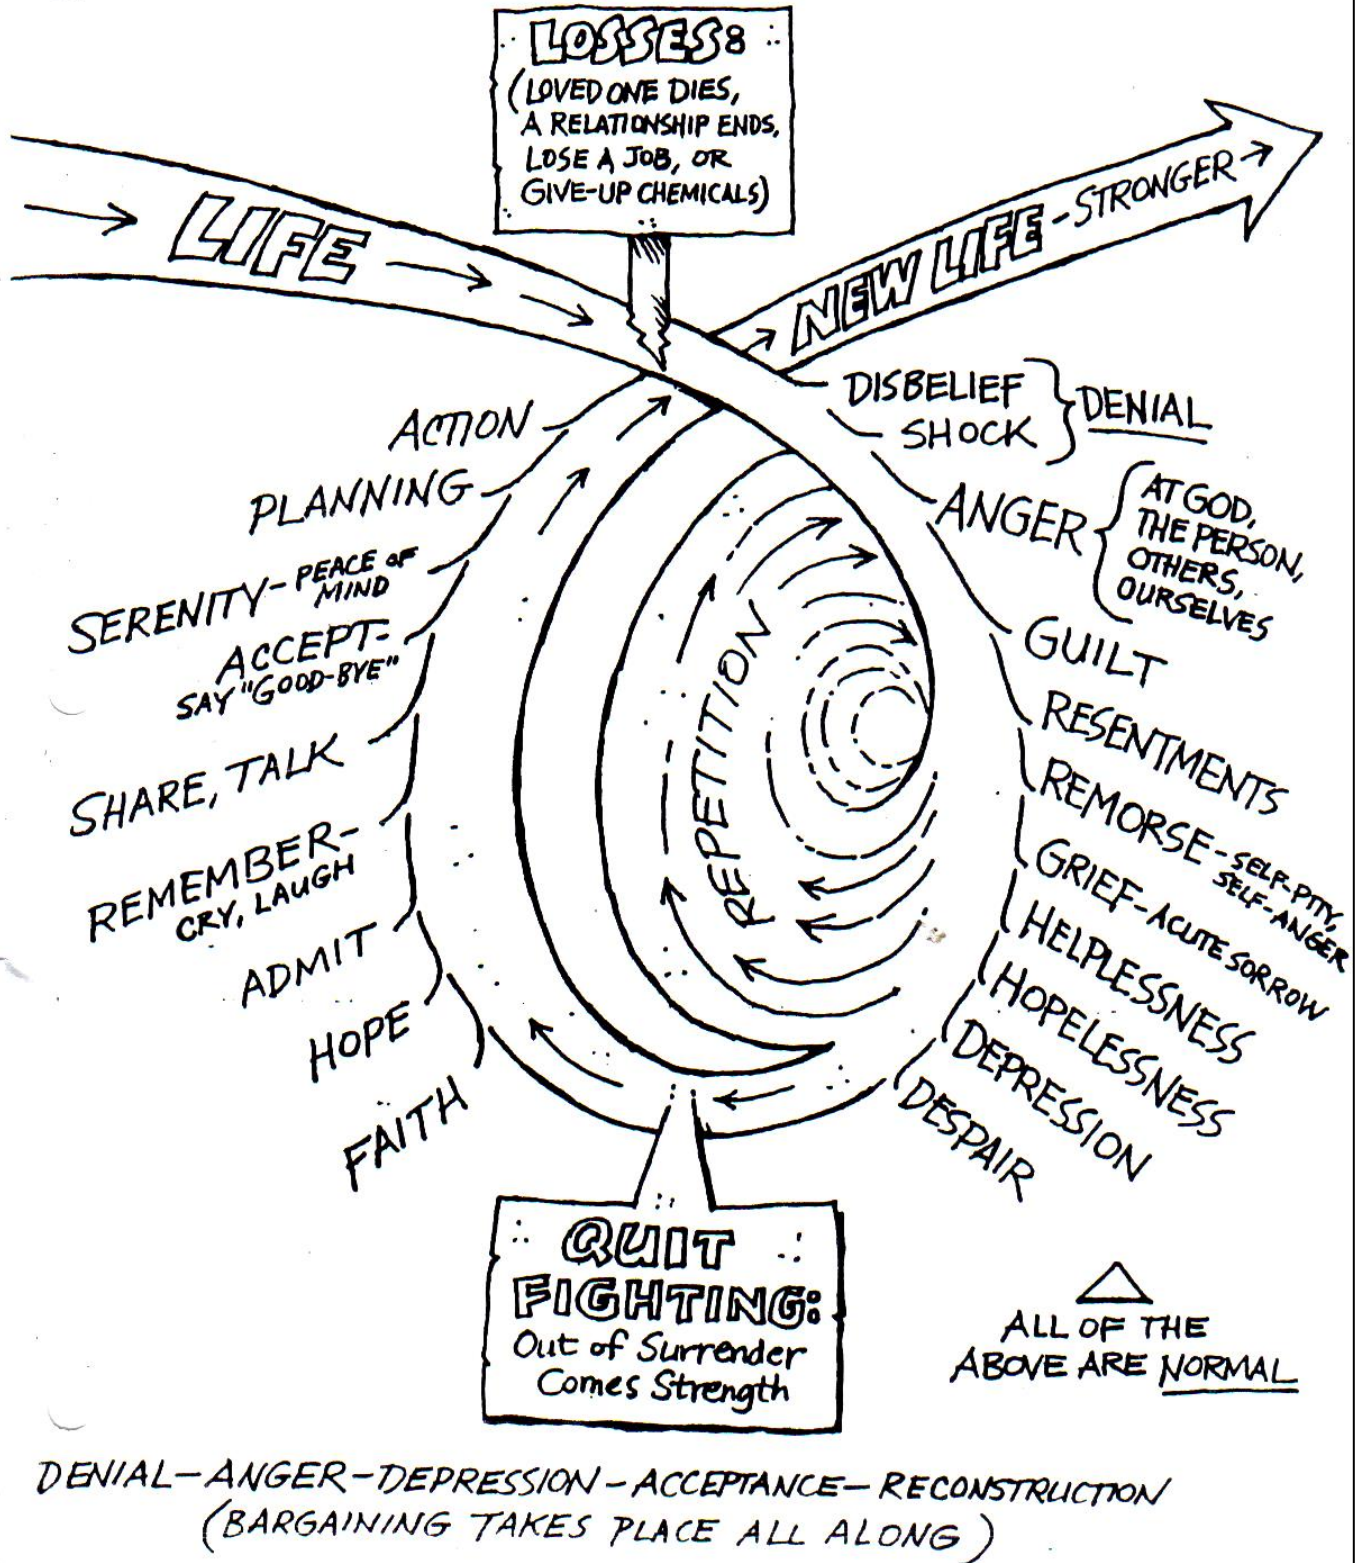 LOSSES:
(LOVED ONE DIES,
A RELATIONSHIP ENDS,
LOSE A JOB, OR
GIVE-UP CHEMICALS)
LIFE
NEW LIFE - STRONGER
DISBELIEF
SHOCK
DENIAL
ANGER
AT GOD,
THE PERSON,
OTHERS,
OURSELVES
GUILT
RESENTMENTS
REMORSE - SELF-PITY,
SELF-ANGER
GRIEF - ACUTE SORROW
HELPLESSNESS
HOPELESSNESS
DEPRESSION
DESPAIR
ACTION
PLANNING
SERENITY - PEACE OF
MIND
ACCEPT-
SAY "GOOD-BYE"
SHARE, TALK
REMEMBER-
CRY, LAUGH
ADMIT
HOPE
FAITH
REPETITION
QUIT
FIGHTING:
Out of Surrender
Comes Strength
ALL OF THE
ABOVE ARE NORMAL
DENIAL-ANGER-DEPRESSION-ACCEPTANCE-RECONSTRUCTION
(BARGAINING TAKES PLACE ALL ALONG)